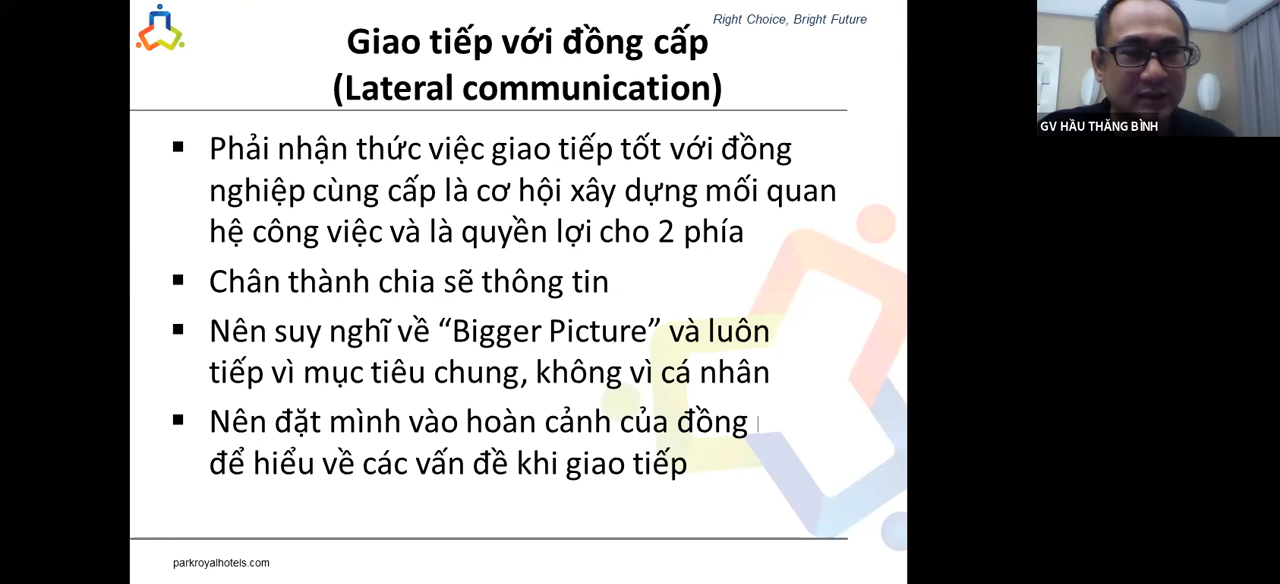 Right Choice, Bright Future
Giao tiếp với đồng cấp
(Lateral communication)
▪ Phải nhận thức việc giao tiếp tốt với đồng
nghiệp cùng cấp là cơ hội xây dựng mối quan
hệ công việc và là quyền lợi cho 2 phía
▪ Chân thành chia sẽ thông tin
▪ Nên suy nghĩ về “Bigger Picture” và luôn
tiếp vì mục tiêu chung, không vì cá nhân
▪ Nên đặt mình vào hoàn cảnh của đồng
để hiểu về các vấn đề khi giao tiếp
parkroyalhotels.com
GV HẦU THĂNG BÌNH